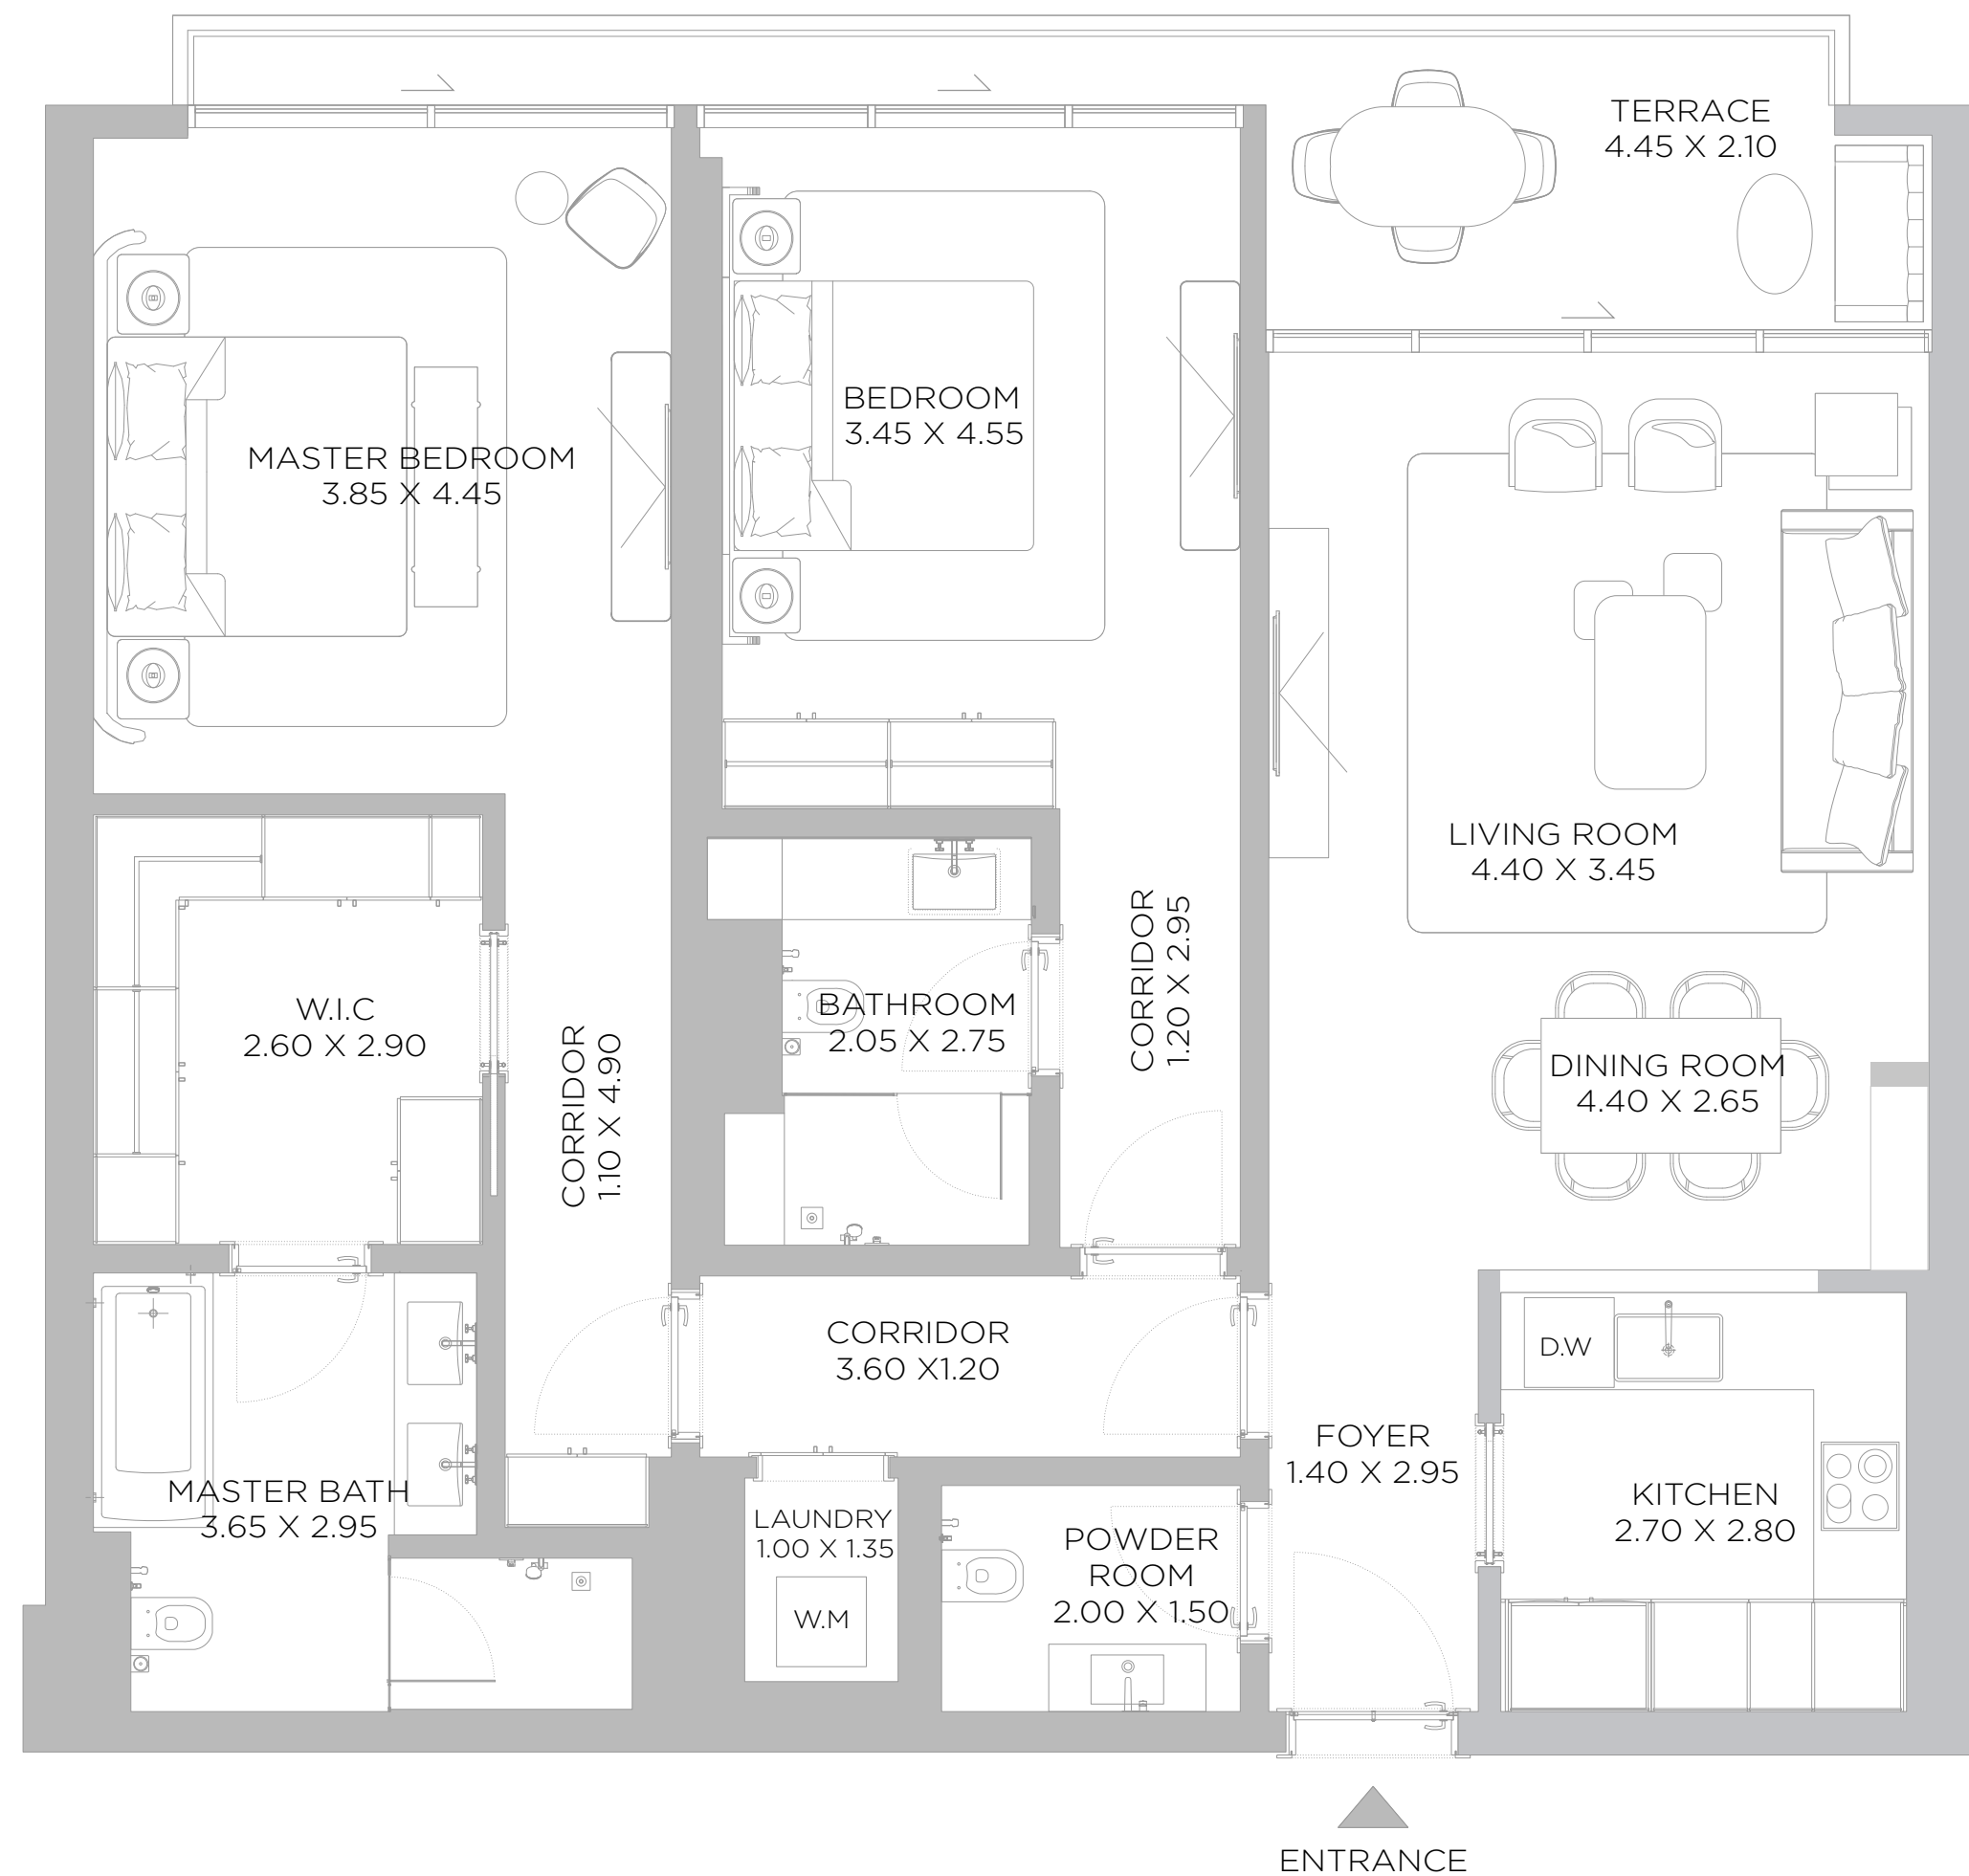 TERRACE
4.45 X 2.10
BEDROOM
3.45 X 4.55
MASTER BEDROOM
3.85 X 4.45
LIVING ROOM
4.40 X 3.45
CORRIDOR
1.20 X 2.95
W.I.C
2.60 X 2.90
BATHROOM
2.05 X 2.75
CORRIDOR
1.10 X 4.90
DINING ROOM
4.40 X 2.65
CORRIDOR
3.60 X1.20
D.W
FOYER
1.40 X 2.95
MASTER BATH
3.65 X 2.95
LAUNDRY
1.00 X 1.35
W.M
POWDER
ROOM
2.00 X 1.50
KITCHEN
2.70 X 2.80
ENTRANCE